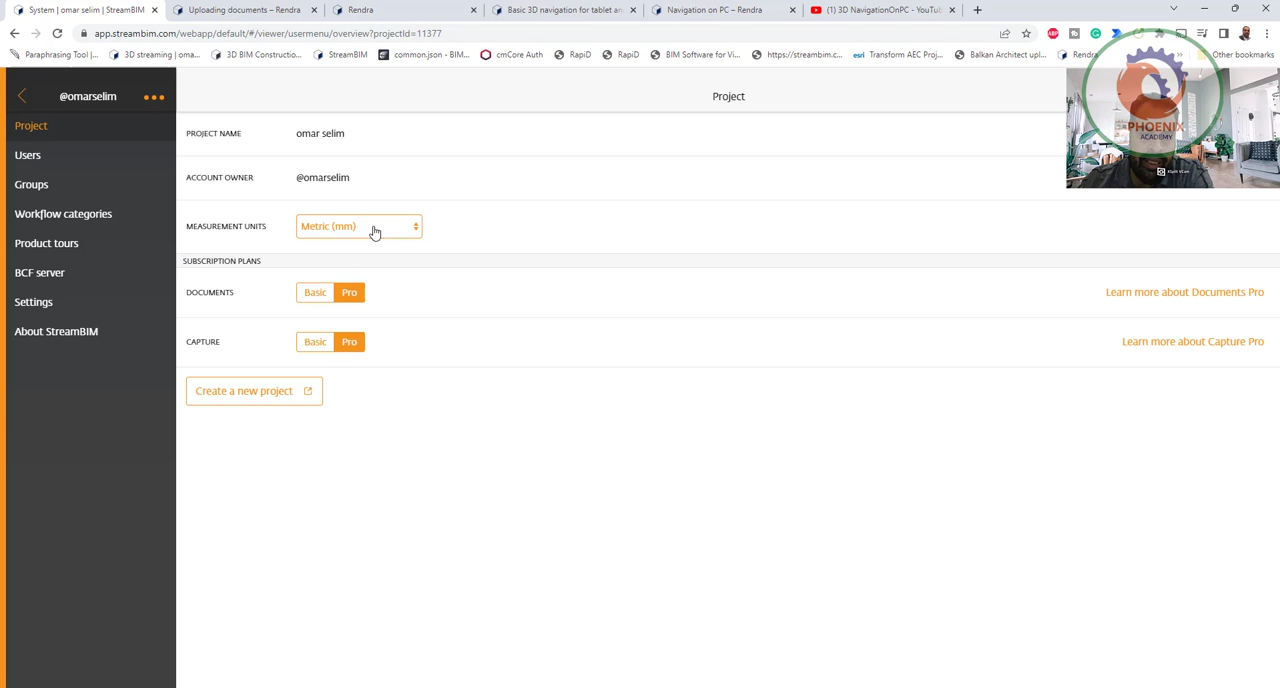 System | omar selim | StreamBIM
Uploading documents – Rendra
Rendra
Basic 3D navigation for tablet an
Navigation on PC – Rendra
(1) 3D NavigationOnPC - YouTub
app.streambim.com/webapp/default/#/viewer/usermenu/overview?projectId=11377
Paraphrasing Tool |...
3D streaming | oma...
3D BIM Constructio...
StreamBIM
common.json - BIM...
cmCore Auth
RapiD
RapiD
BIM Software for Vi...
https://streambim.c...
Transform AEC Proj...
Balkan Architect upl...
Rendra
Other bookmarks
@omarselim
Project
Users
Groups
Workflow categories
Product tours
BCF server
Settings
About StreamBIM
Project
PROJECT NAME omar selim
ACCOUNT OWNER @omarselim
MEASUREMENT UNITS Metric (mm)
SUBSCRIPTION PLANS
DOCUMENTS Basic Pro Learn more about Documents Pro
CAPTURE Basic Pro Learn more about Capture Pro
Create a new project
PHOENIX
ACADEMY
XSplit VCam